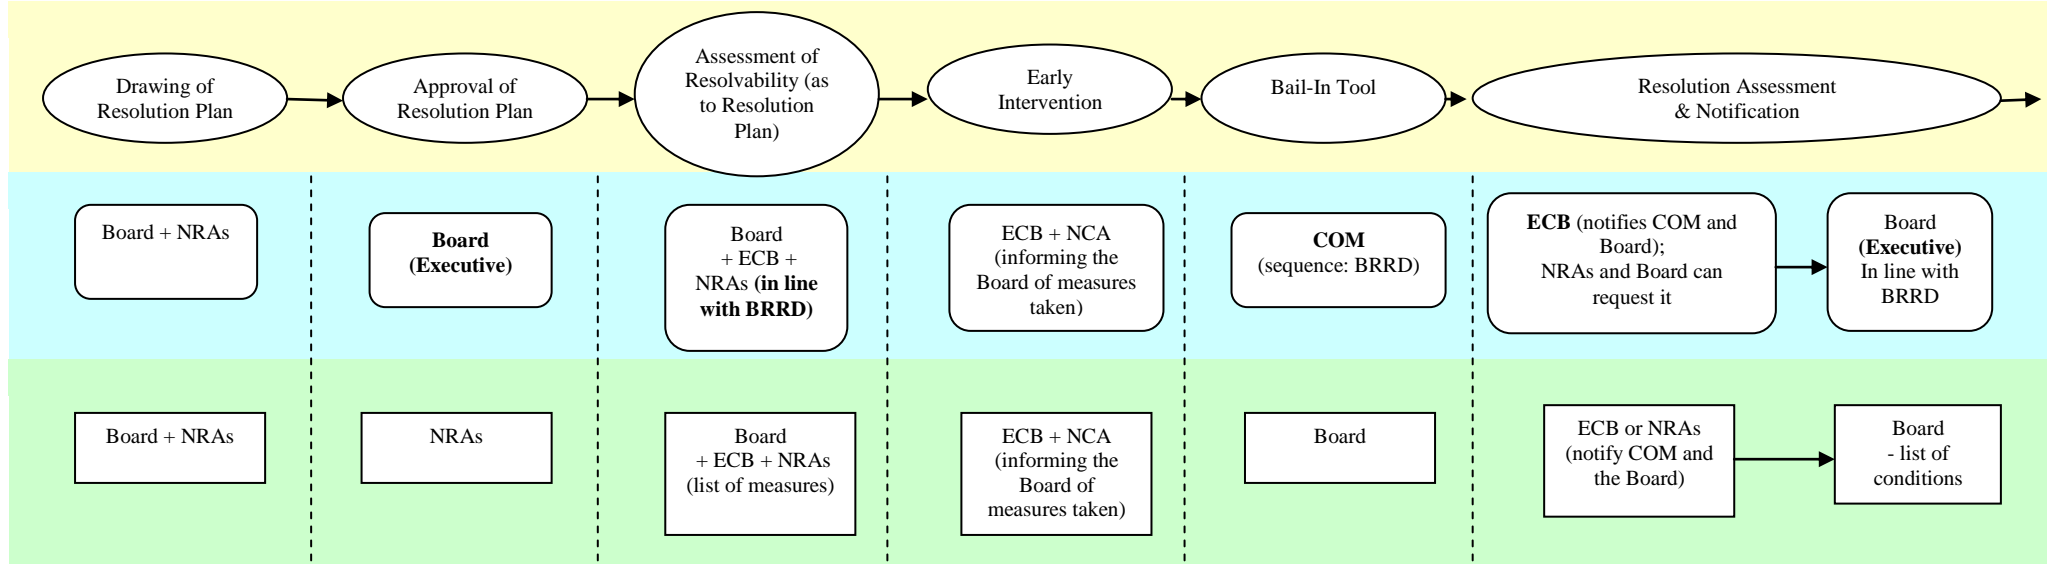 Drawing of
Resolution Plan
Approval of
Resolution Plan
Assessment of
Resolvability (as
to Resolution
Plan)
Early
Intervention
Bail-In Tool
Resolution Assessment
& Notification
Board + NRAs
Board
(Executive)
Board
+ ECB +
NRAs (in line
with BRRD)
ECB + NCA
(informing the
Board of measures
taken)
COM
(sequence: BRRD)
ECB (notifies COM and
Board);
NRAs and Board can
request it
Board
(Executive)
In line with
BRRD
Board + NRAs
NRAs
Board
+ ECB + NRAs
(list of measures)
ECB + NCA
(informing the
Board of
measures taken)
Board
ECB or NRAs
(notify COM and
the Board)
Board
- list of
conditions